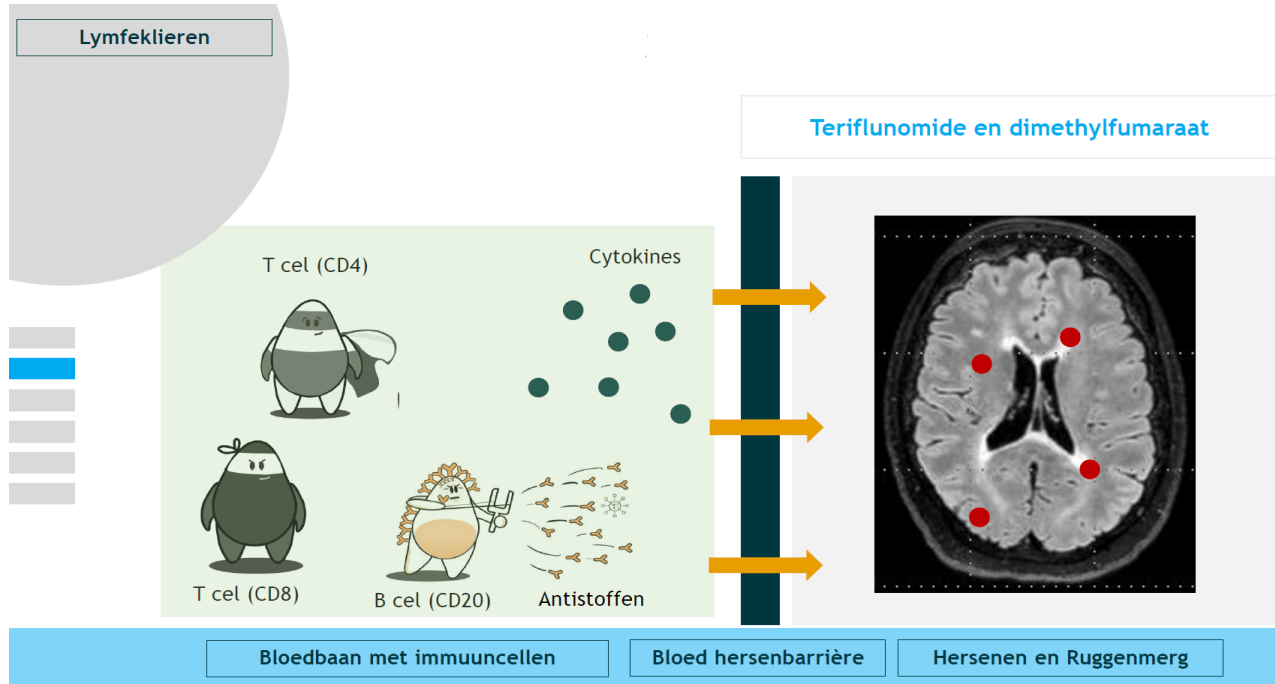 Lymfeklieren
Teriflunomide en dimethylfumaraat
T cel (CD4)
Cytokines
T cel (CD8)
B cel (CD20)
Antistoffen
Bloedbaan met immuuncellen
Bloed hersenbarrière
Hersenen en Ruggenmerg